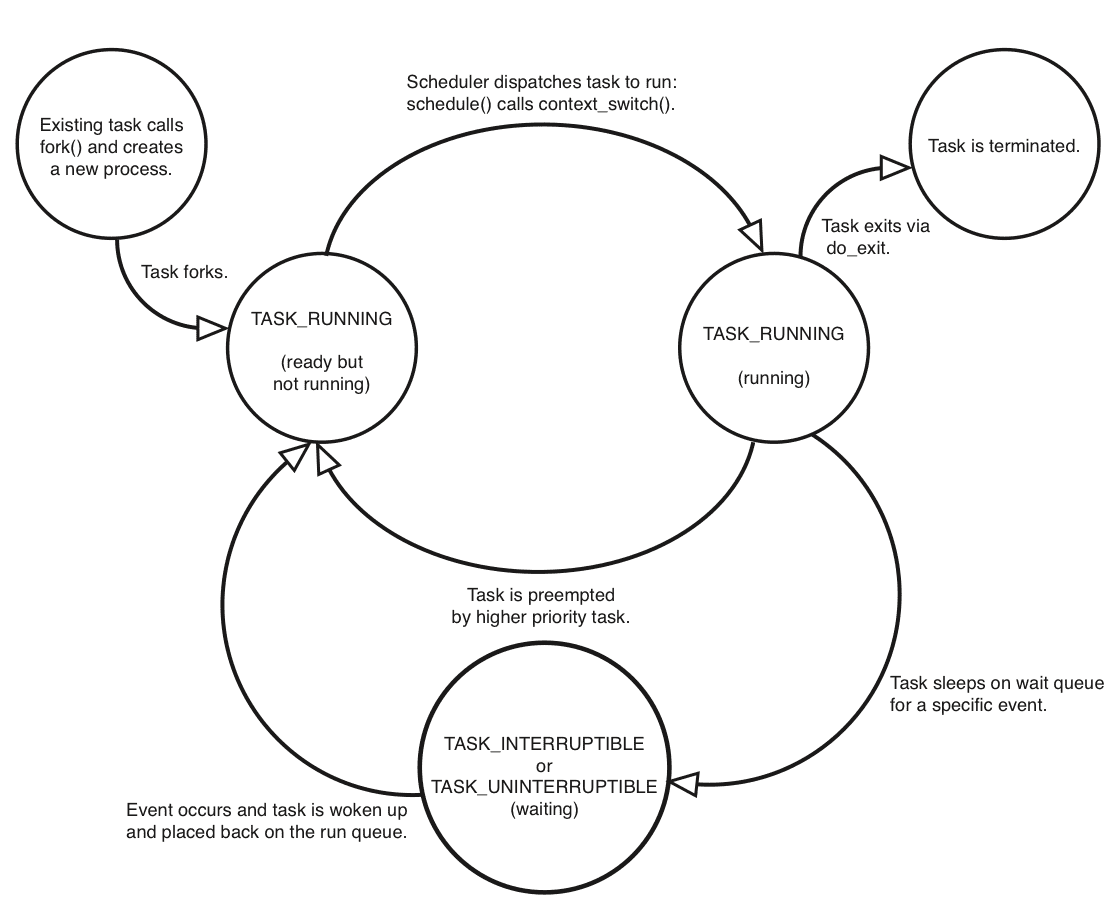 Existing task calls
fork() and creates
a new process.
Scheduler dispatches task to run:
schedule() calls context_switch().
Task is terminated.
Task forks.
Task exits via
do_exit.
TASK_RUNNING
(ready but
not running)
TASK_RUNNING
(running)
Task is preempted
by higher priority task.
Task sleeps on wait queue
for a specific event.
TASK_INTERRUPTIBLE
or
TASK_UNINTERRUPTIBLE
(waiting)
Event occurs and task is woken up
and placed back on the run queue.